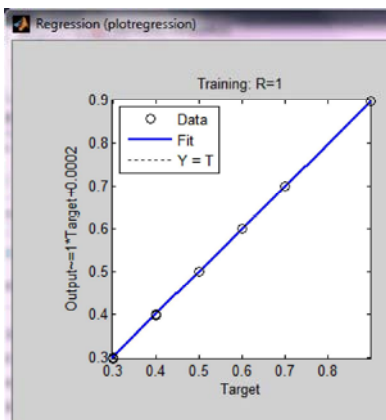 Regression (plotregression)
Training: R=1
Output~=1*Target+0.0002
0.9
0.8
0.7
0.6
0.5
0.4
0.3
Data
Fit
Y = T
0.3 0.4 0.5 0.6 0.7 0.8
Target